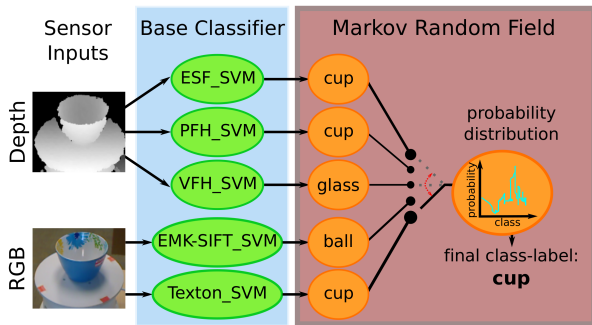 Sensor
Inputs
Base Classifier
Markov Random Field
Depth
RGB
ESF_SVM
PFH_SVM
VFH_SVM
EMK-SIFT_SVM
Texton_SVM
cup
cup
glass
ball
cup
probability
distribution
probability
class
final class-label:
cup